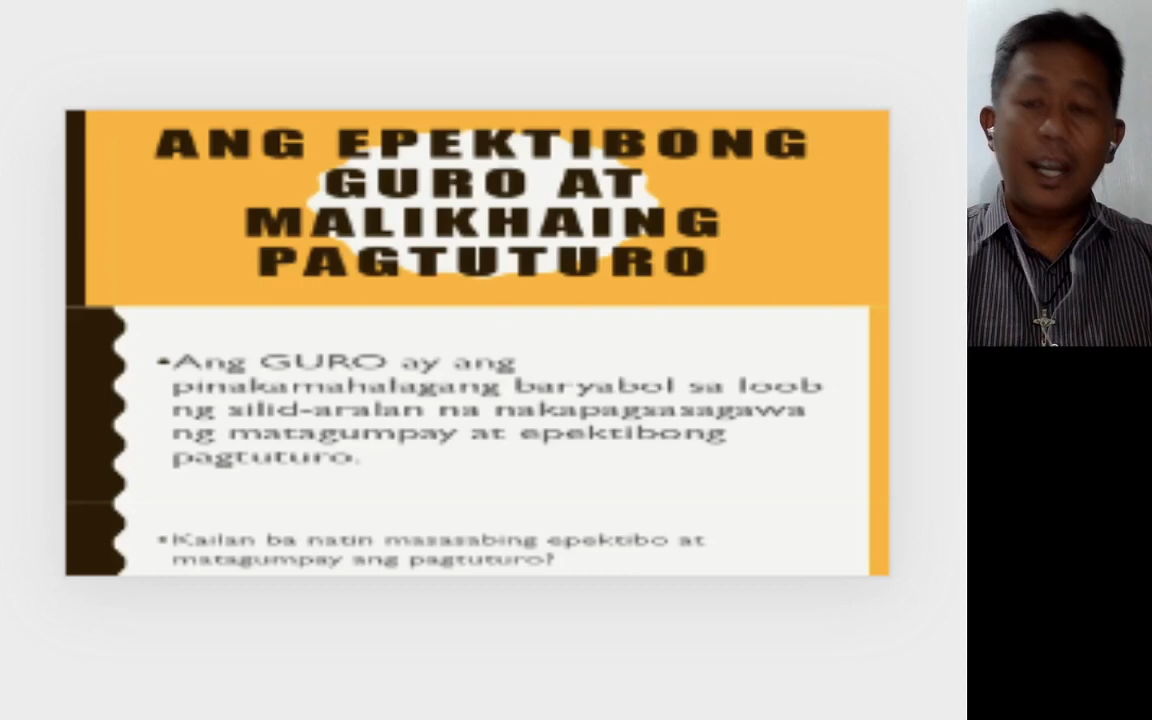 ANG EPEKTIBONG
GURO AT
MALIKHAING
PAGTUTURO
•Ang GURO ay ang
pinakamahalagang baryabol sa loob
ng silid-aralan na nakapagsasagawa
ng matagumpay at epektibong
pagtuturo.
•Kailan ba natin masasabing epektibo at
matagumpay ang pagtuturo?